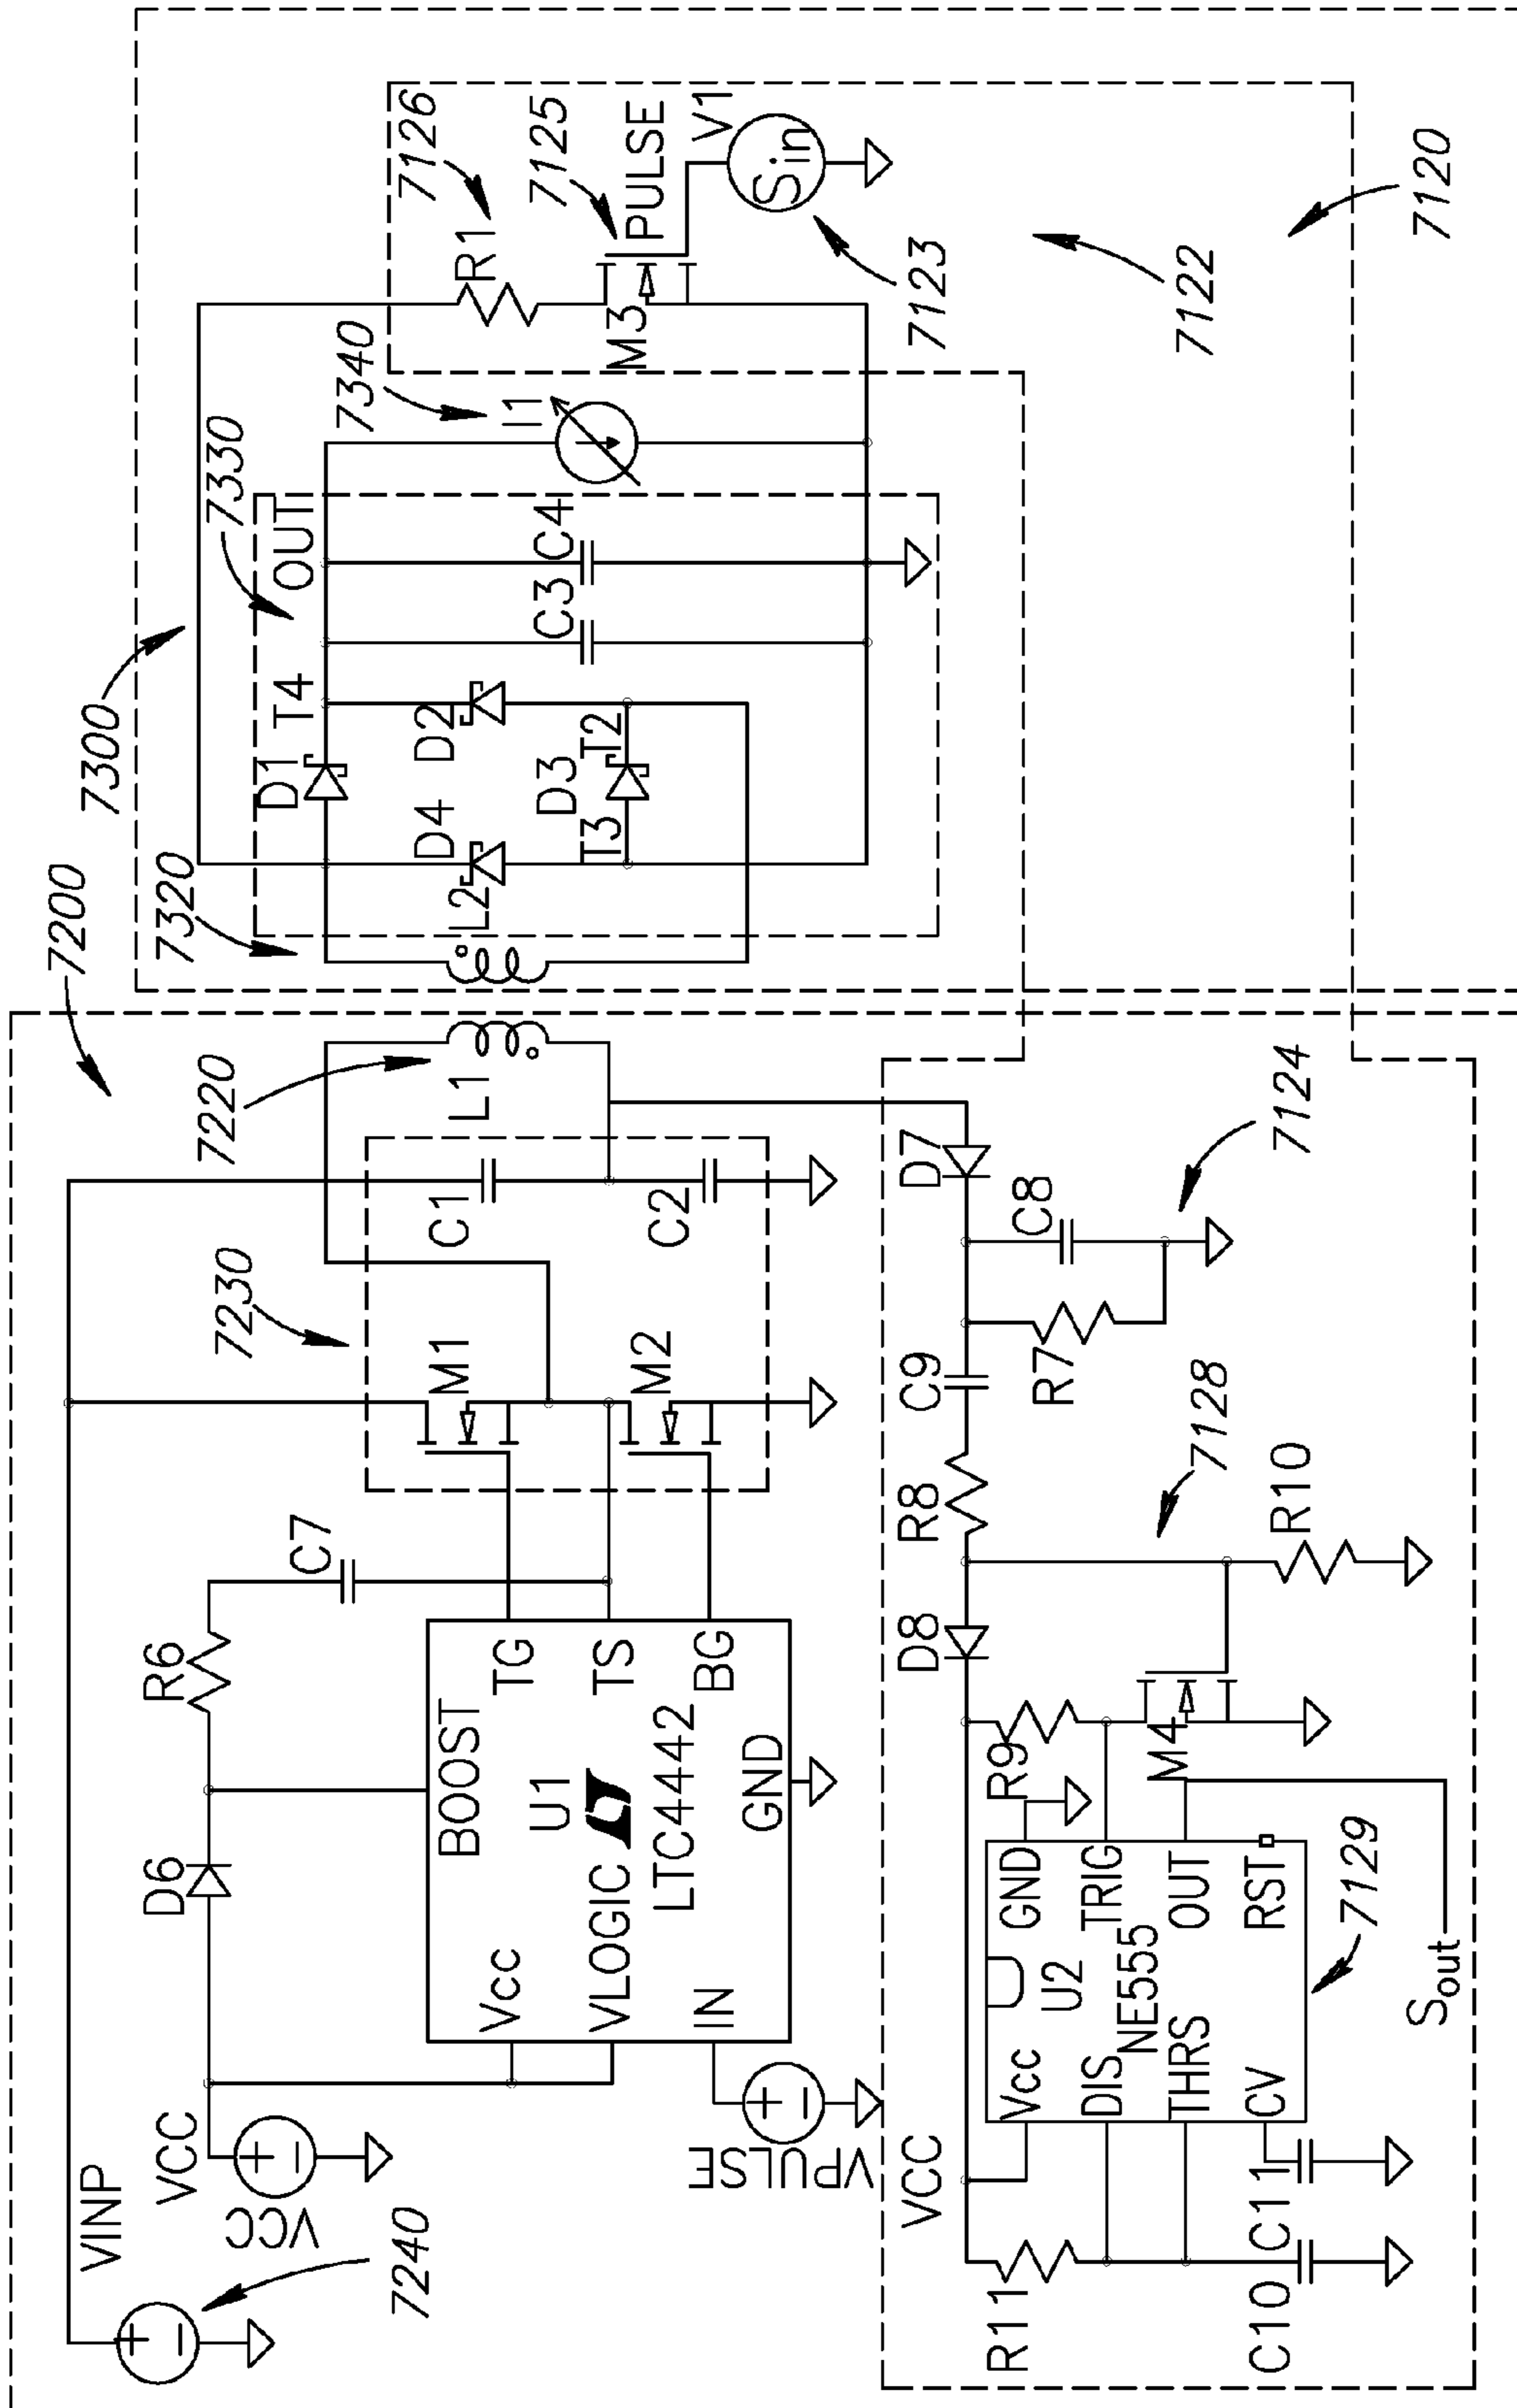 7200
7300
7320
7330
7340
7126
7125
7220
7230
7240
VINP
VCC
VCC
D6
R6
C7
BOOST
Vcc
U1
TG
VLOGIC
TS
LTC4442
IN
BG
GND
VPULSE
M1
M2
C1
C2
L1
L2
D1
T4
OUT
D4
D2
D3
T3
T2
C3
C4
I1
R1
M3
PULSE
V1
Sin
7123
7122
7120
VCC
D8
R8
C9
D7
R11
R9
R7
C8
7124
Vcc
GND
U2
DIS
TRIG
NE555
THRS
OUT
CV
RST
M4
7128
R10
7129
C10
C11
Sout